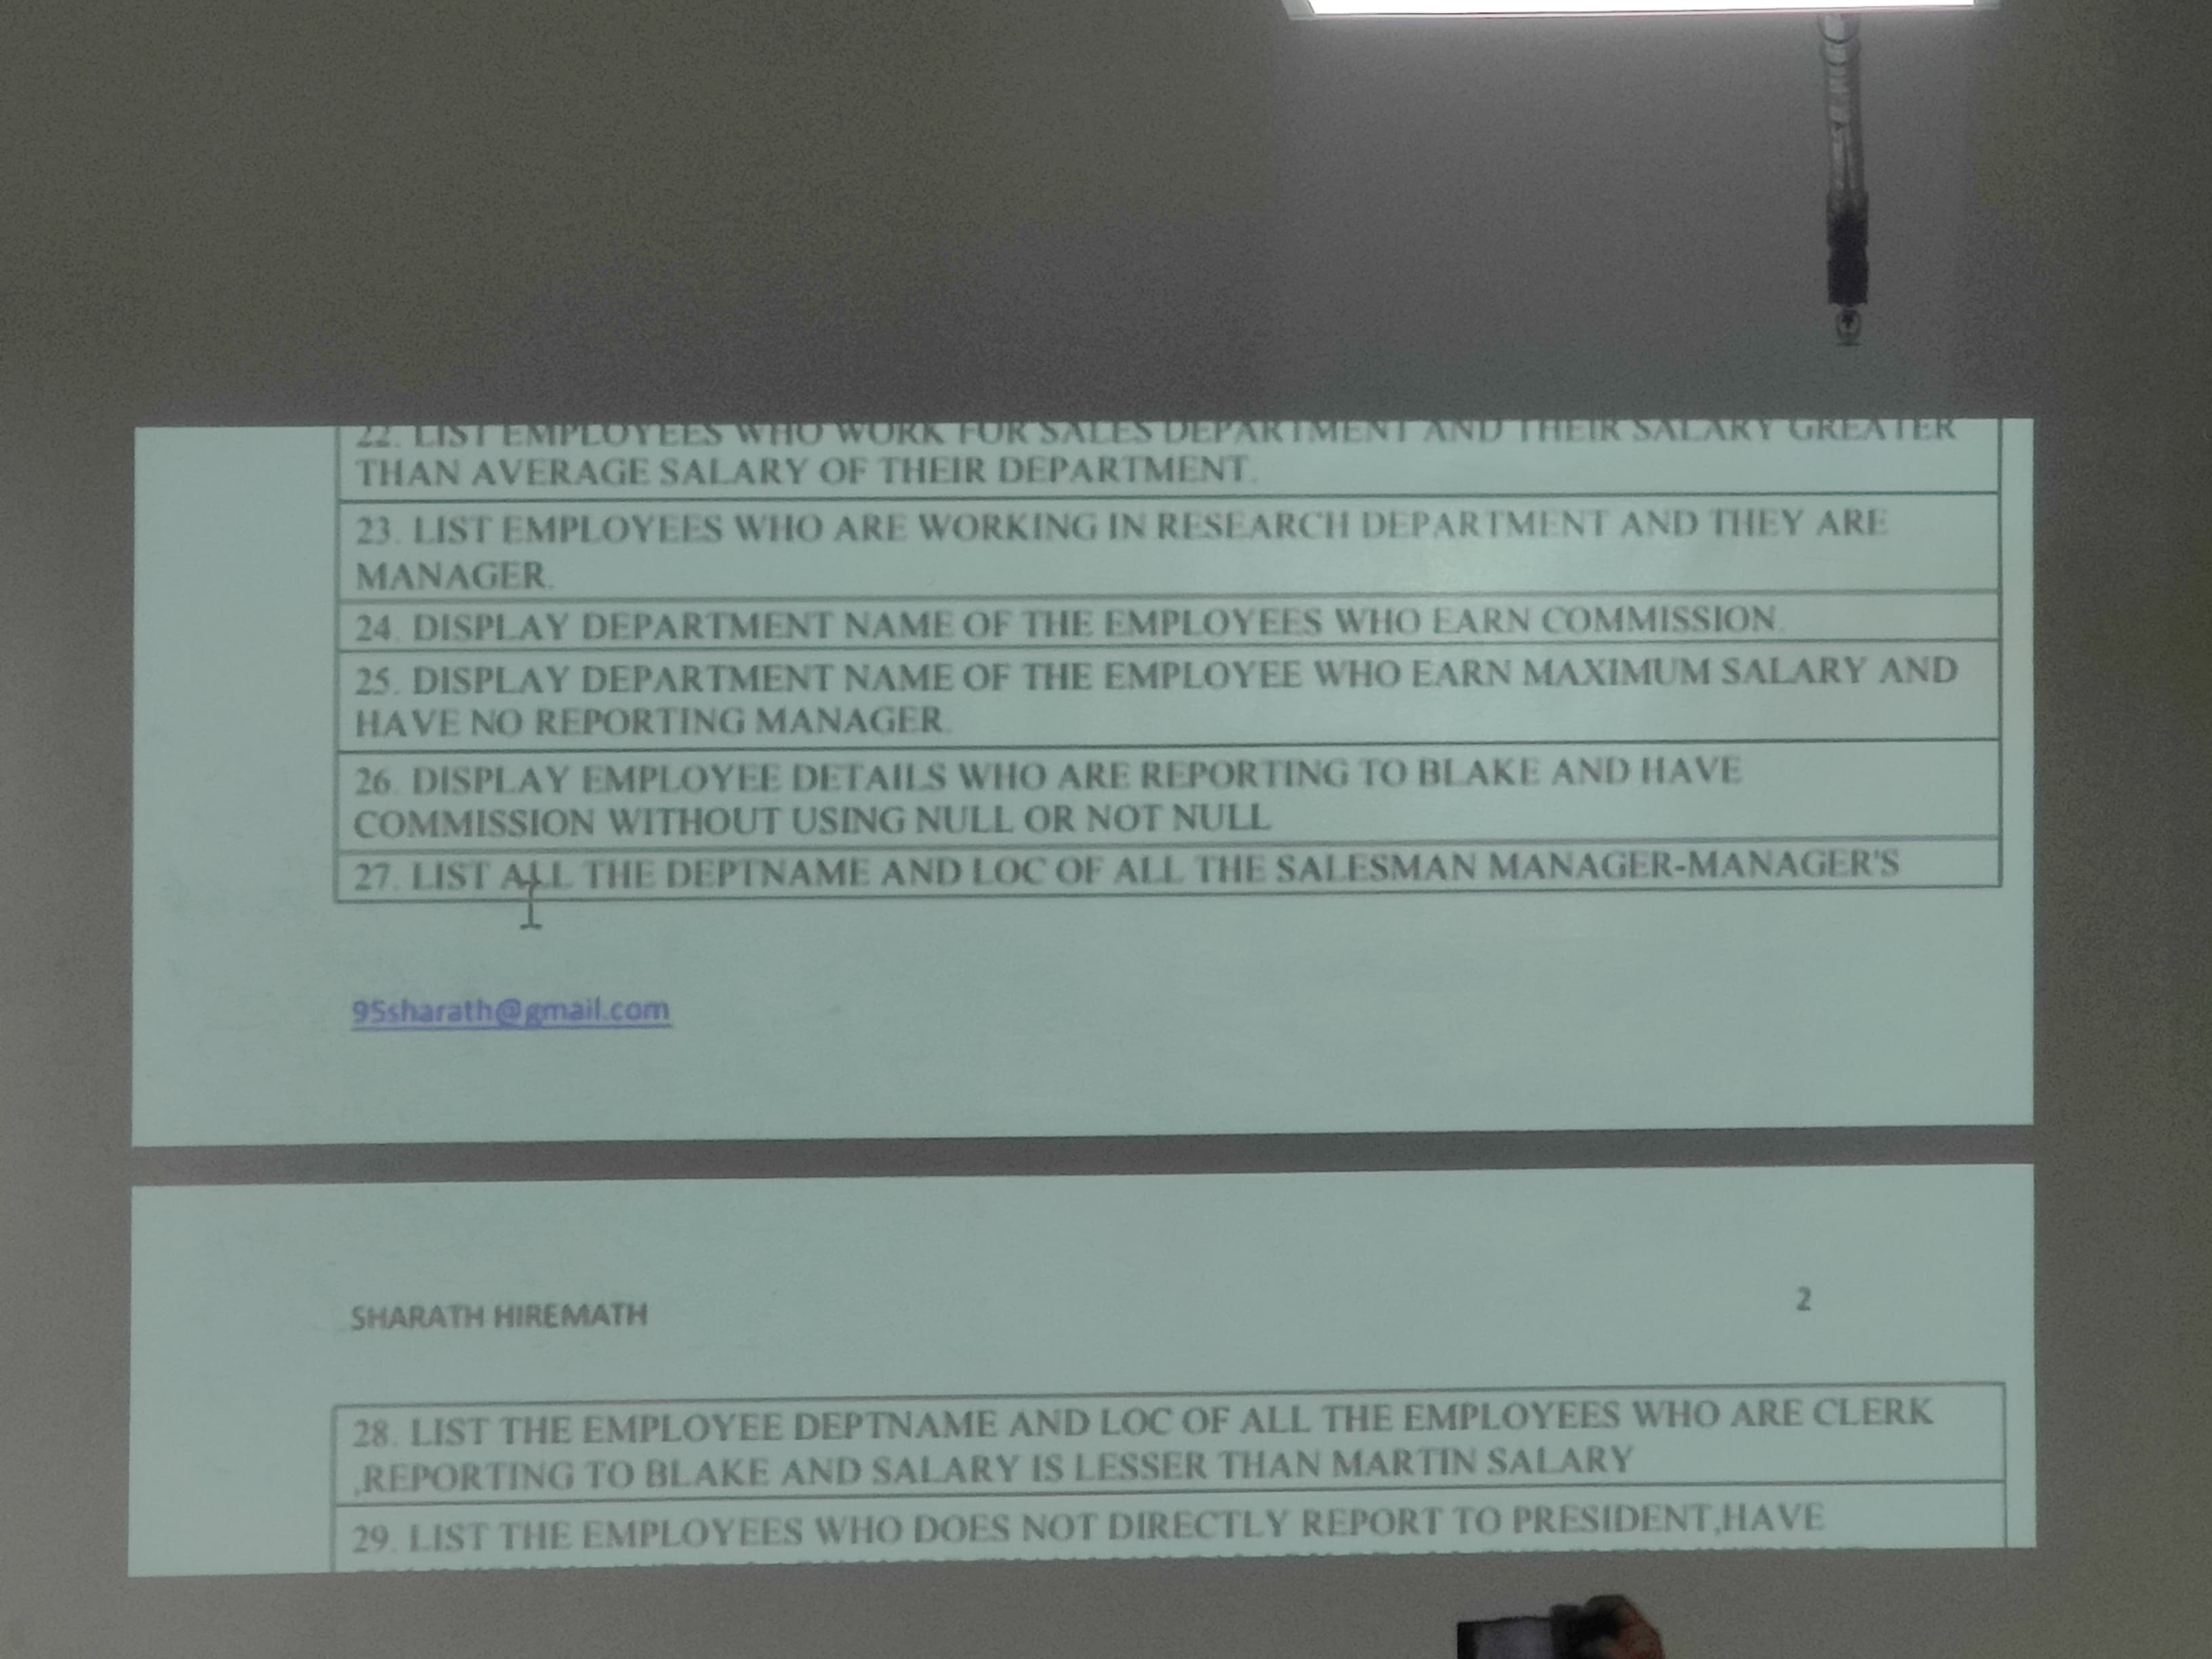 22. LIST EMPLOYEES WHO WORK FOR SALES DEPARTMENT AND THEIR SALARY GREATER
THAN AVERAGE SALARY OF THEIR DEPARTMENT.
23. LIST EMPLOYEES WHO ARE WORKING IN RESEARCH DEPARTMENT AND THEY ARE
MANAGER.
24. DISPLAY DEPARTMENT NAME OF THE EMPLOYEES WHO EARN COMMISSION.
25. DISPLAY DEPARTMENT NAME OF THE EMPLOYEE WHO EARN MAXIMUM SALARY AND
HAVE NO REPORTING MANAGER.
26. DISPLAY EMPLOYEE DETAILS WHO ARE REPORTING TO BLAKE AND HAVE
COMMISSION WITHOUT USING NULL OR NOT NULL
27. LIST ALL THE DEPTNAME AND LOC OF ALL THE SALESMAN MANAGER-MANAGER'S
95sharath@gmail.com
SHARATH HIREMATH 2
28. LIST THE EMPLOYEE DEPTNAME AND LOC OF ALL THE EMPLOYEES WHO ARE CLERK
,REPORTING TO BLAKE AND SALARY IS LESSER THAN MARTIN SALARY
29. LIST THE EMPLOYEES WHO DOES NOT DIRECTLY REPORT TO PRESIDENT,HAVE